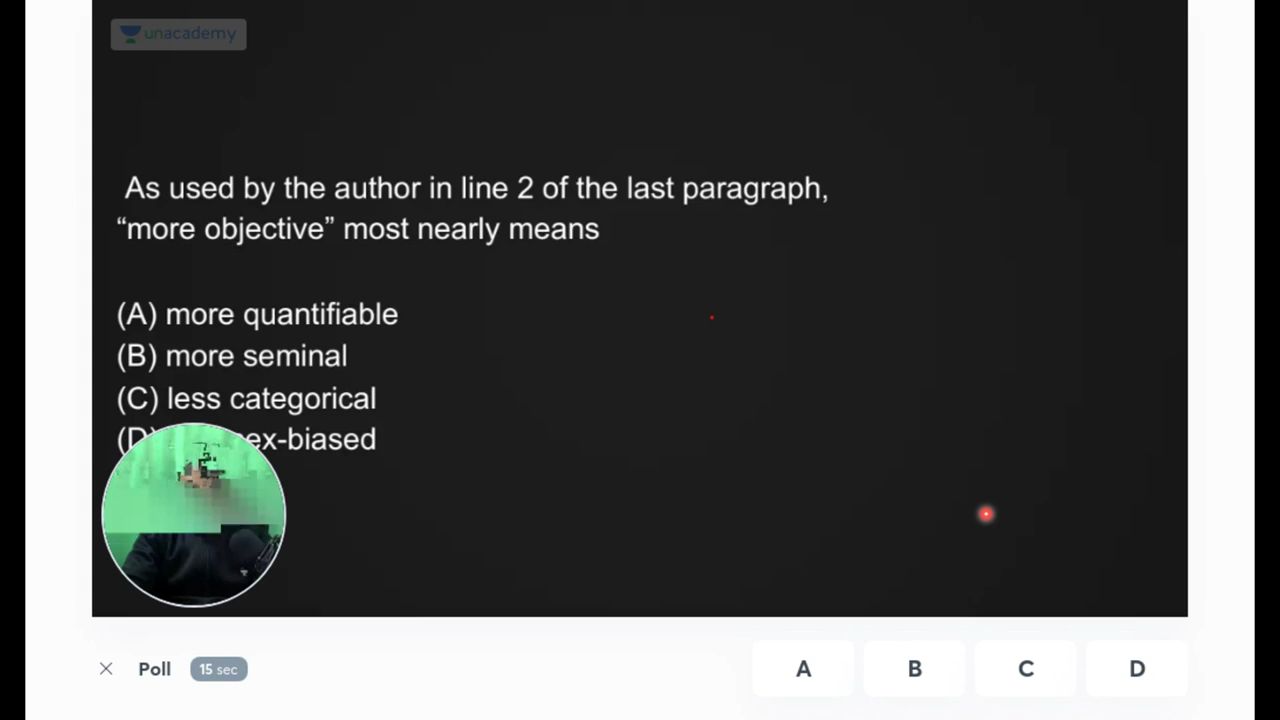 unacademy
As used by the author in line 2 of the last paragraph,
“more objective” most nearly means
(A) more quantifiable
(B) more seminal
(C) less categorical
(D ex-biased
Poll
15 sec
A
B
C
D